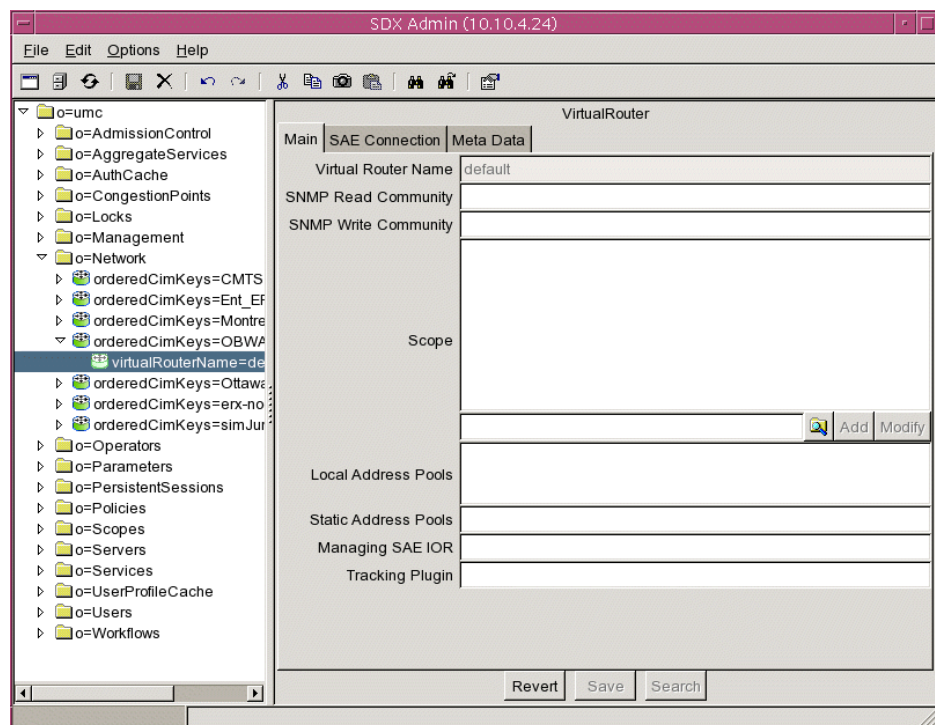 SDX Admin (10.10.4.24)
File Edit Options Help
o=umc
o=AdmissionControl
o=AggregateServices
o=AuthCache
o=CongestionPoints
o=Locks
o=Management
o=Network
orderedCimKeys=CMTS
orderedCimKeys=Ent_EF
orderedCimKeys=Montre
orderedCimKeys=OBWA
virtualRouterName=de
orderedCimKeys=Ottawa
orderedCimKeys=erx-no
orderedCimKeys=simJur
o=Operators
o=Parameters
o=PersistentSessions
o=Policies
o=Scopes
o=Servers
o=Services
o=UserProfileCache
o=Users
o=Workflows
VirtualRouter
Main SAE Connection Meta Data
Virtual Router Name default
SNMP Read Community
SNMP Write Community
Scope
Add Modify
Local Address Pools
Static Address Pools
Managing SAE IOR
Tracking Plugin
Revert Save Search